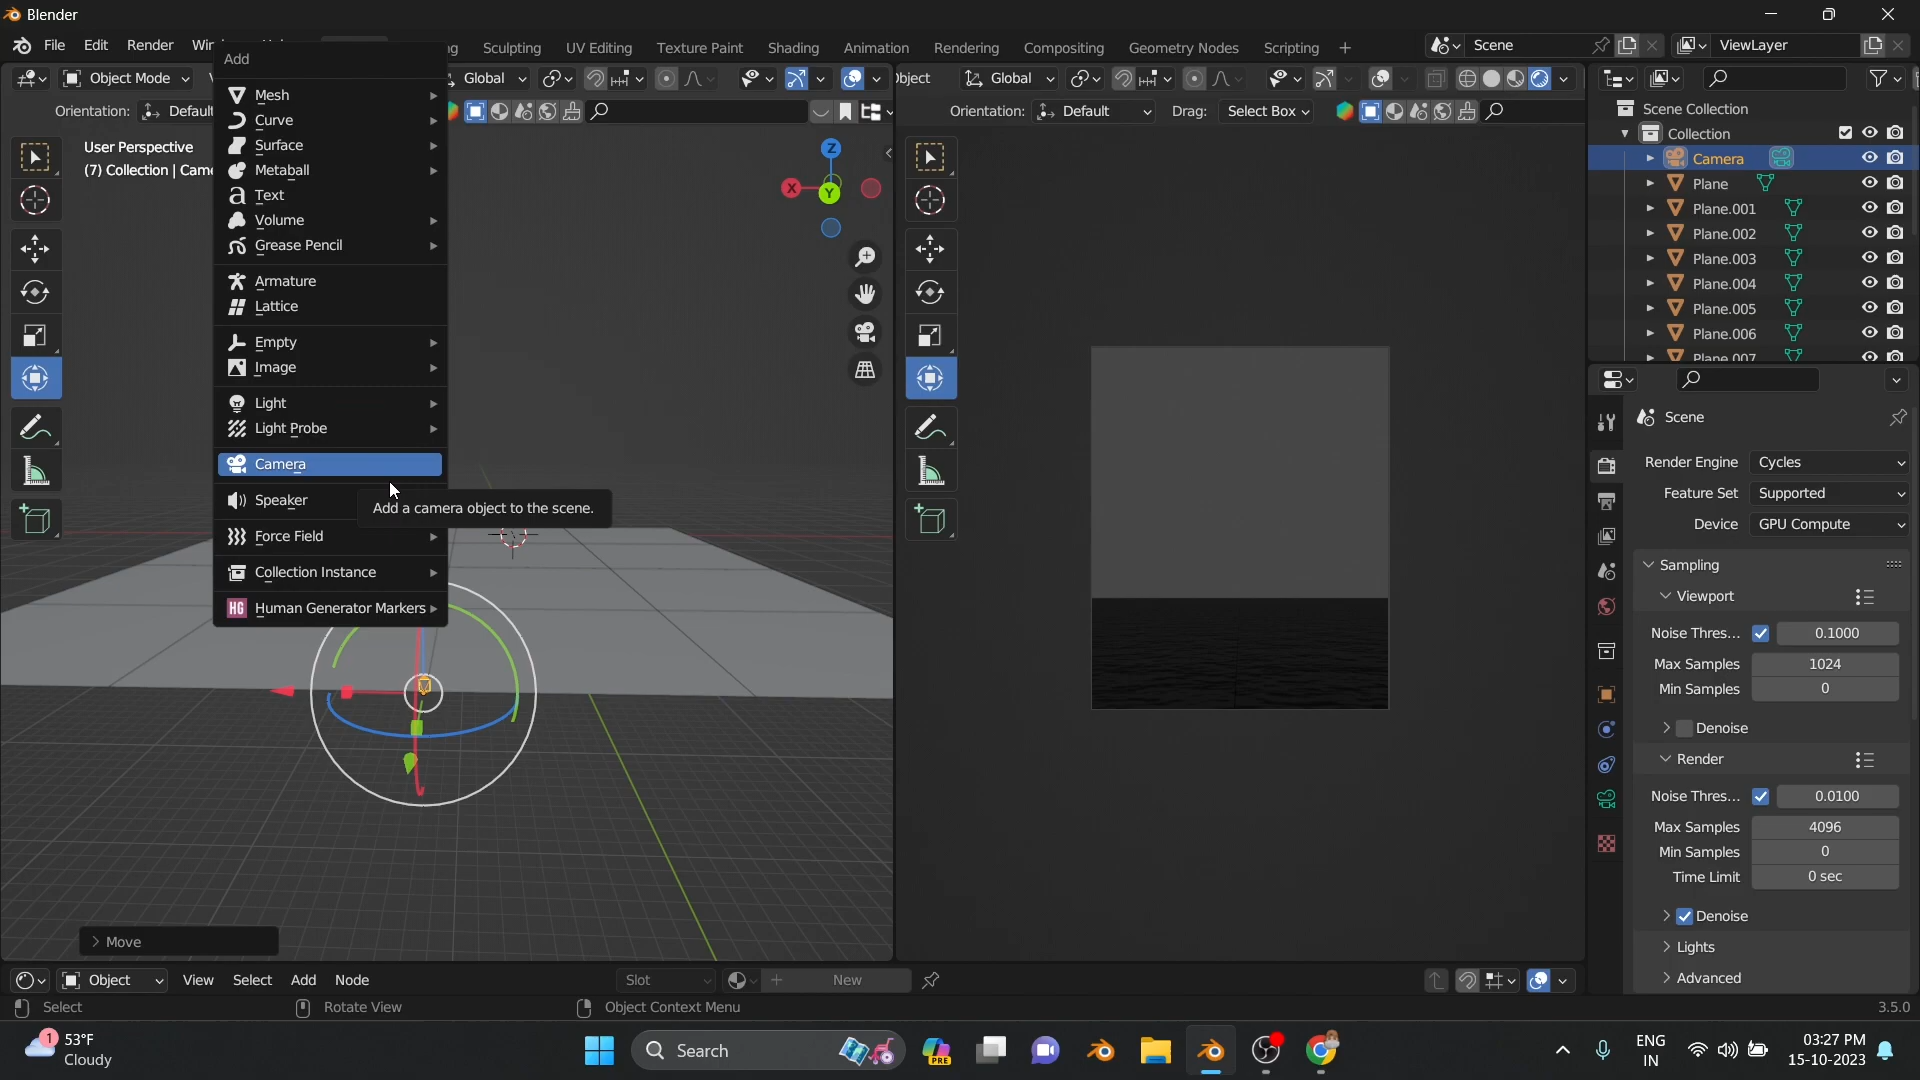 Blender
File Edit Render Win
ng Sculpting UV Editing Texture Paint Shading Animation Rendering Compositing Geometry Nodes Scripting +
Scene
ViewLayer
Object Mode
Global
Orientation: Default
User Perspective
(7) Collection | Came
Add
Mesh
Curve
Surface
Metaball
Text
Volume
Grease Pencil
Armature
Lattice
Empty
Image
Light
Light Probe
Camera
Speaker
Add a camera object to the scene.
Force Field
Collection Instance
HG Human Generator Markers
Z
X
Y
> Move
bject Global
Orientation: Default Drag: Select Box
Scene Collection
Collection
Camera
Plane
Plane.001
Plane.002
Plane.003
Plane.004
Plane.005
Plane.006
Plane.007
Scene
Render Engine Cycles
Feature Set Supported
Device GPU Compute
Sampling
Viewport
Noise Thres... 0.1000
Max Samples 1024
Min Samples 0
Denoise
Render
Noise Thres... 0.0100
Max Samples 4096
Min Samples 0
Time Limit 0 sec
Denoise
Lights
Advanced
Object View Select Add Node
Slot
+ New
Select
Rotate View
Object Context Menu
3.5.0
1
53°F
Cloudy
Search
PRE
ENG
IN
03:27 PM
15-10-2023